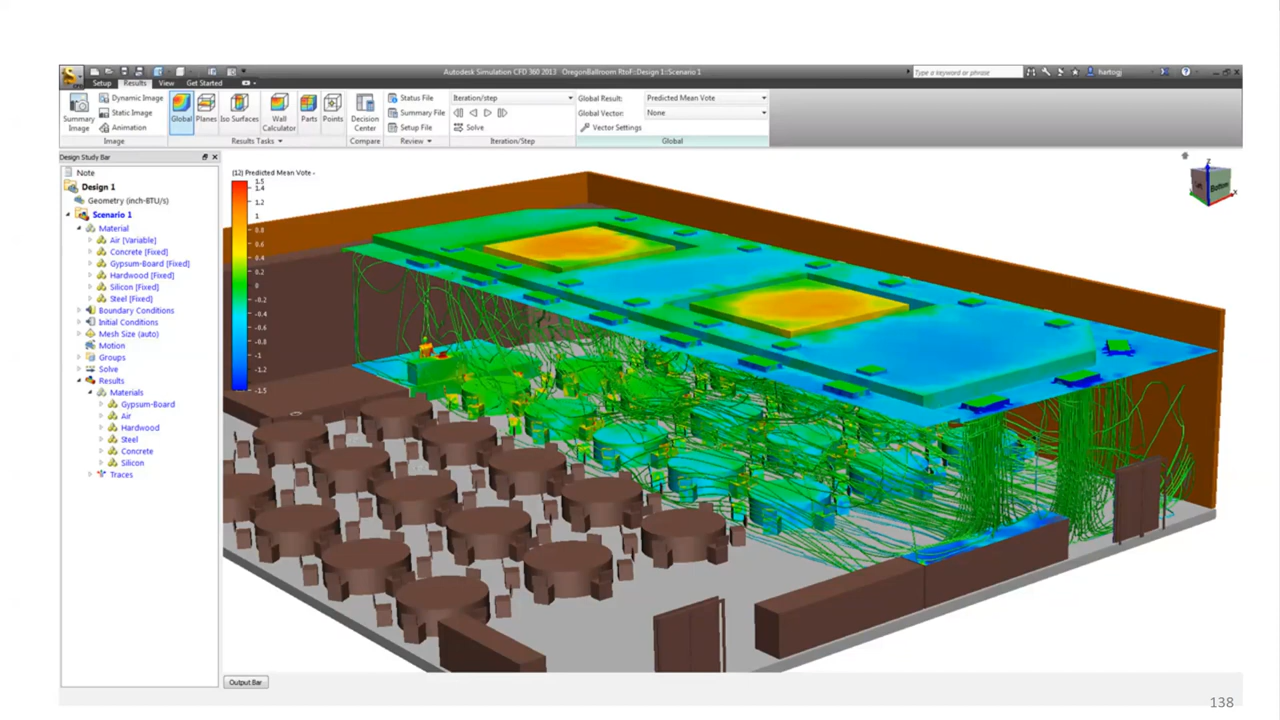 Autodesk Simulation CFD 360 2013 OregonBallroom RtoF::Design 1::Scenario 1
Type a keyword or phrase
hertogj
Setup Results View Get Started
Summary Image
Dynamic Image
Static Image
Animation
Image
Global
Planes
Iso Surfaces
Wall Calculator
Parts
Points
Results Tasks
Decision Center
Compare
Status File
Summary File
Setup File
Review
Iteration/step
Solve
Iteration/Step
Global Result: Predicted Mean Vote
Global Vector: None
Vector Settings
Global
Design Study Bar
Note
Design 1
Geometry (inch-BTU/s)
Scenario 1
Material
Air [Variable]
Concrete [Fixed]
Gypsum-Board [Fixed]
Hardwood [Fixed]
Silicon [Fixed]
Steel [Fixed]
Boundary Conditions
Initial Conditions
Mesh Size (auto)
Motion
Groups
Solve
Results
Materials
Gypsum-Board
Air
Hardwood
Steel
Concrete
Silicon
Traces
(12) Predicted Mean Vote -
1.5
1.4
1.2
1
0.8
0.6
0.4
0.2
0
-0.2
-0.4
-0.6
-0.8
-1
-1.2
-1.5
Z
X
Bottom
Output Bar
138